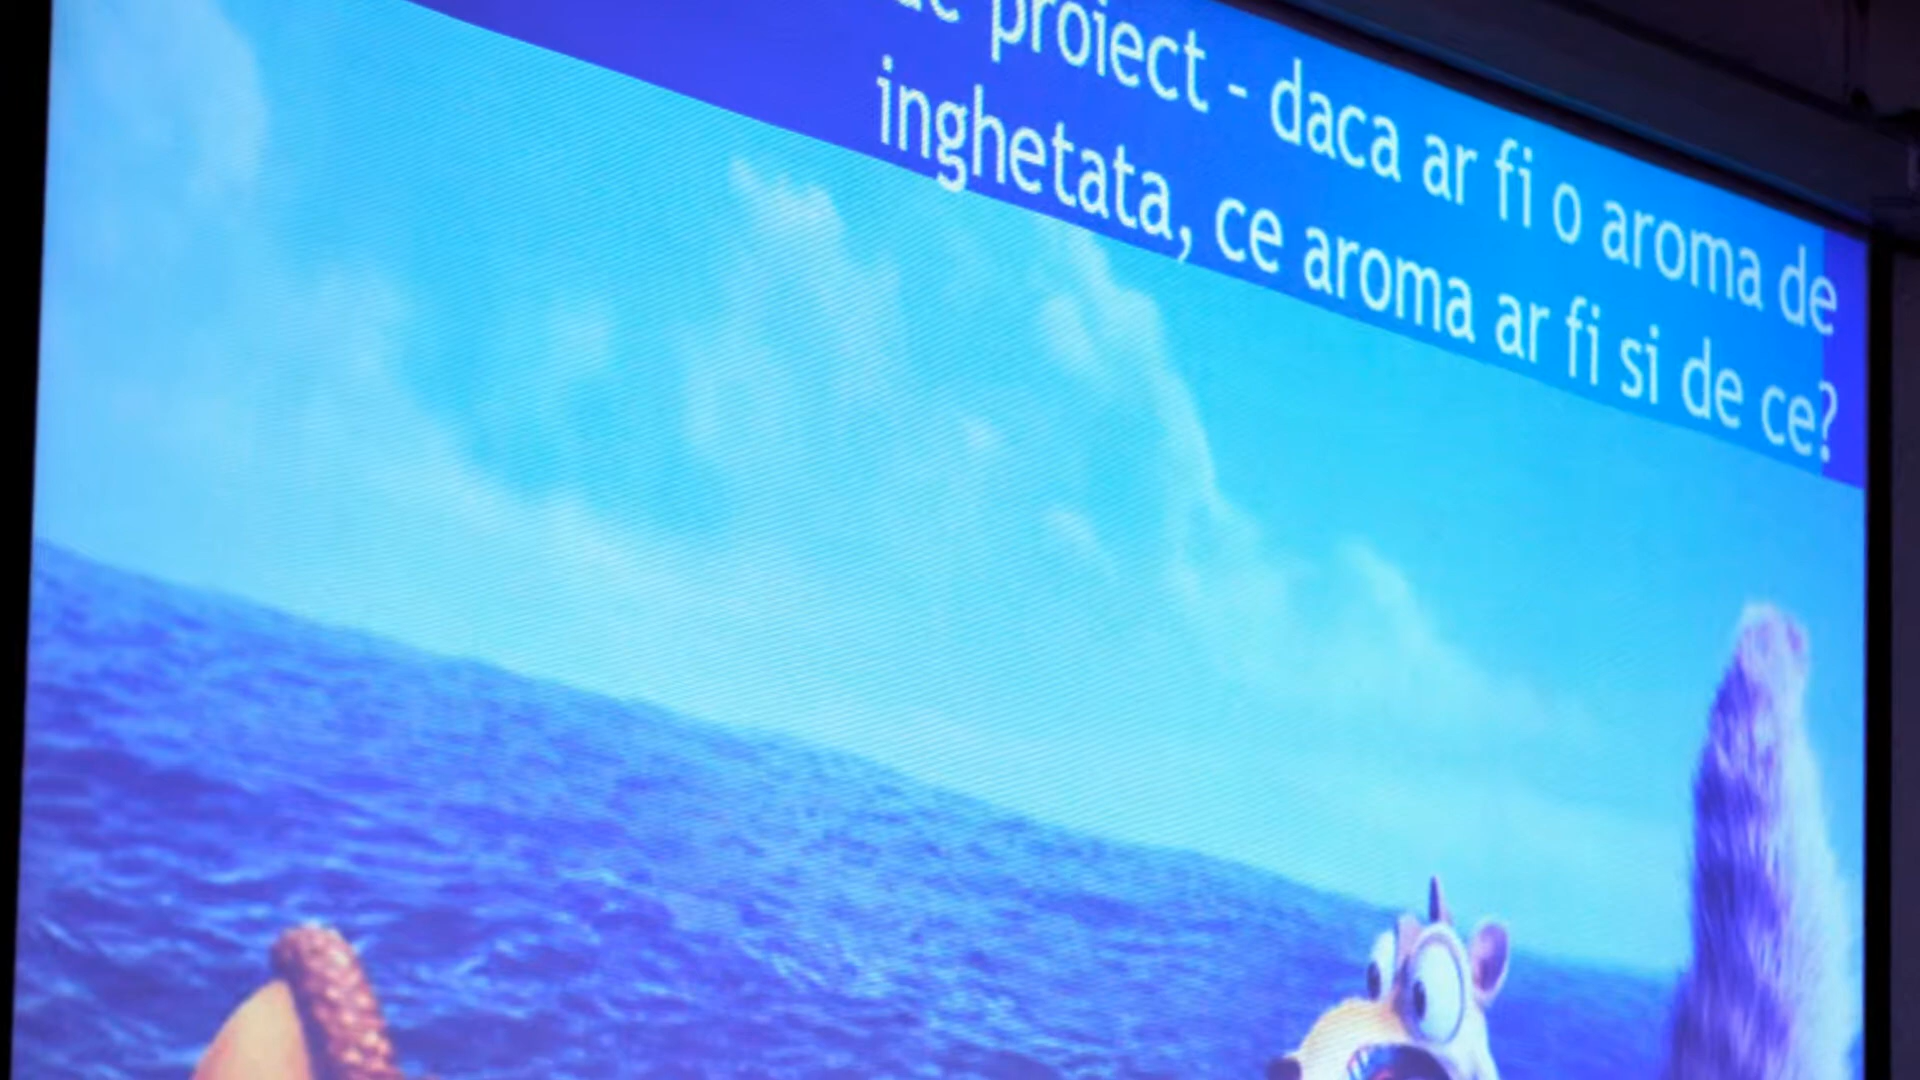 proiect - daca ar fi o aroma de
inghetata, ce aroma ar fi si de ce?